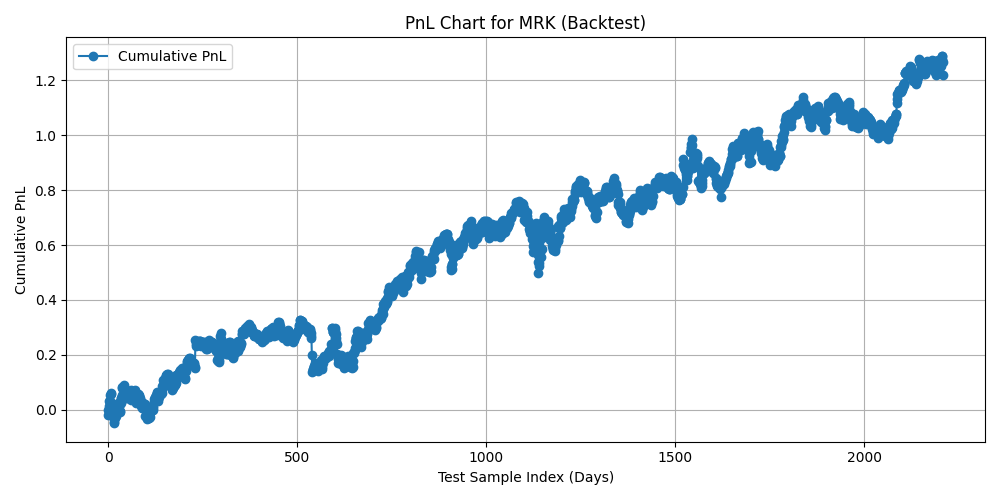 PnL Chart for MRK (Backtest)
Cumulative PnL
1.2
1.0
0.8
0.6
0.4
0.2
0.0
Cumulative PnL
0 500 1000 1500 2000
Test Sample Index (Days)